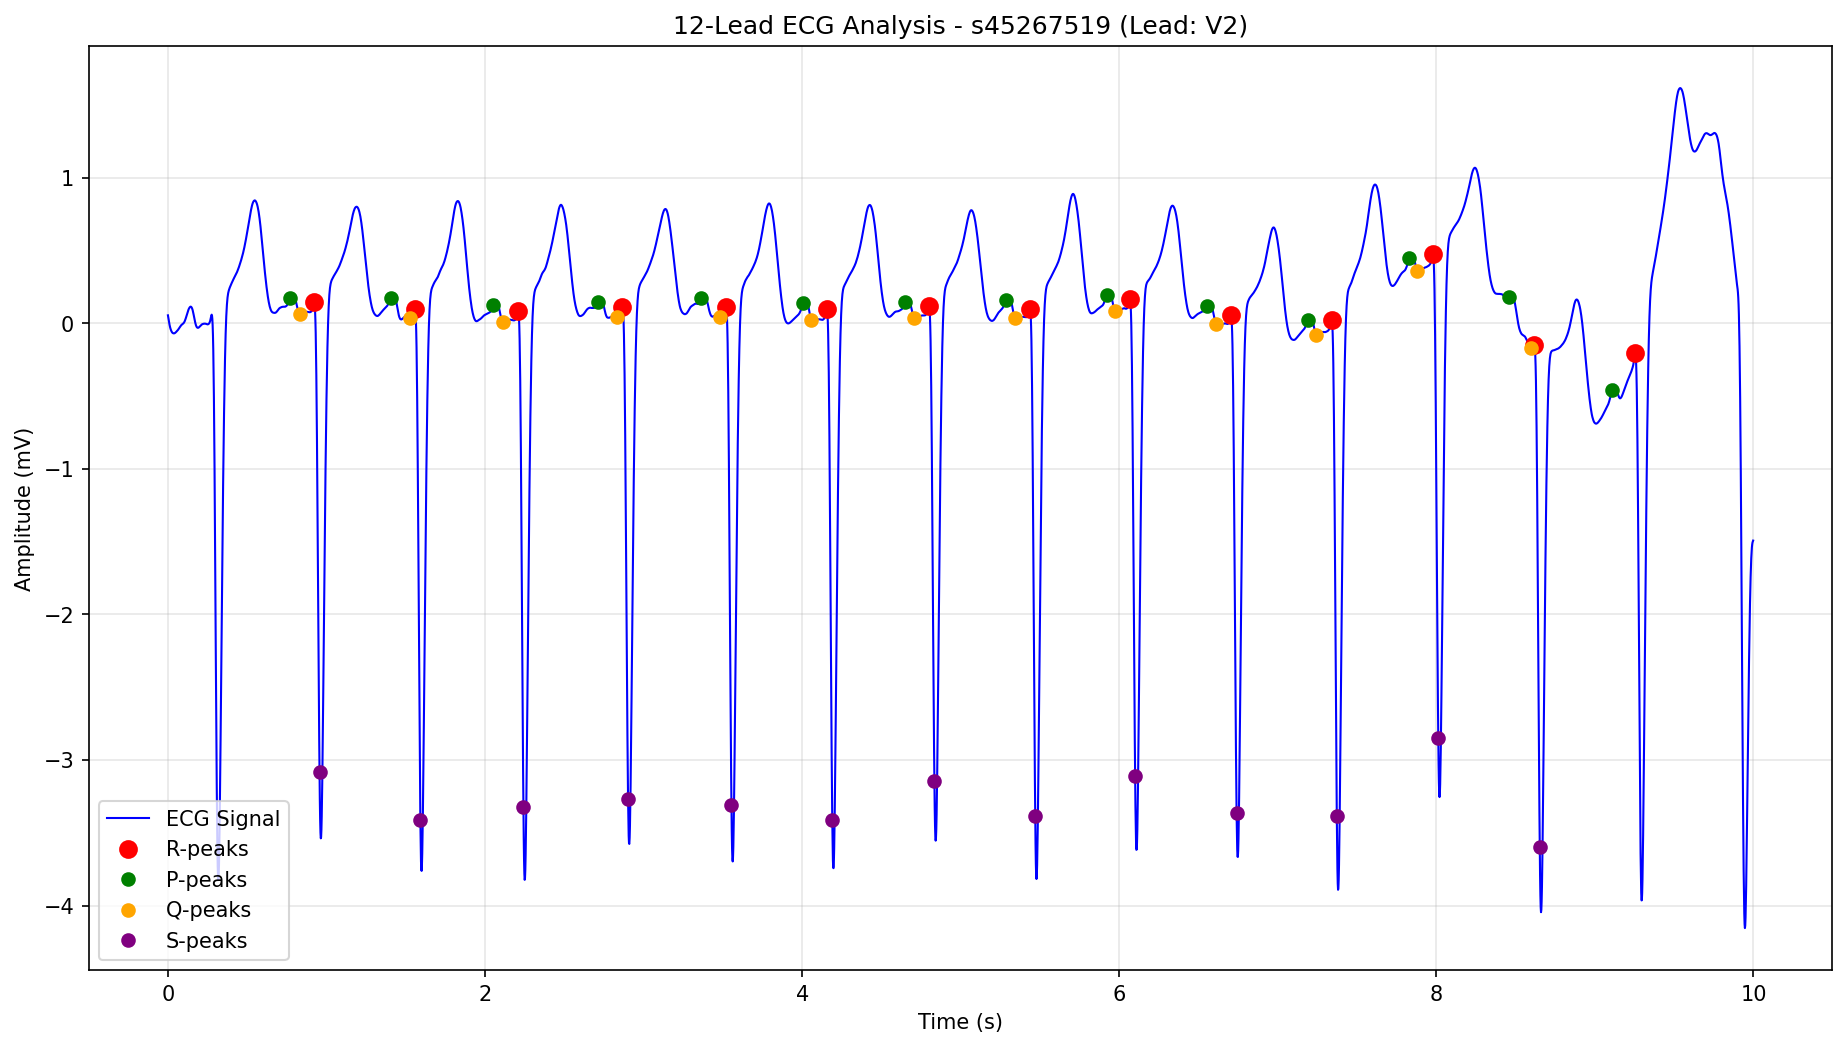 12-Lead ECG Analysis - s45267519 (Lead: V2)
Amplitude (mV)
1
0
−1
−2
−3
−4
ECG Signal
R-peaks
P-peaks
Q-peaks
S-peaks
0 2 4 6 8 10
Time (s)